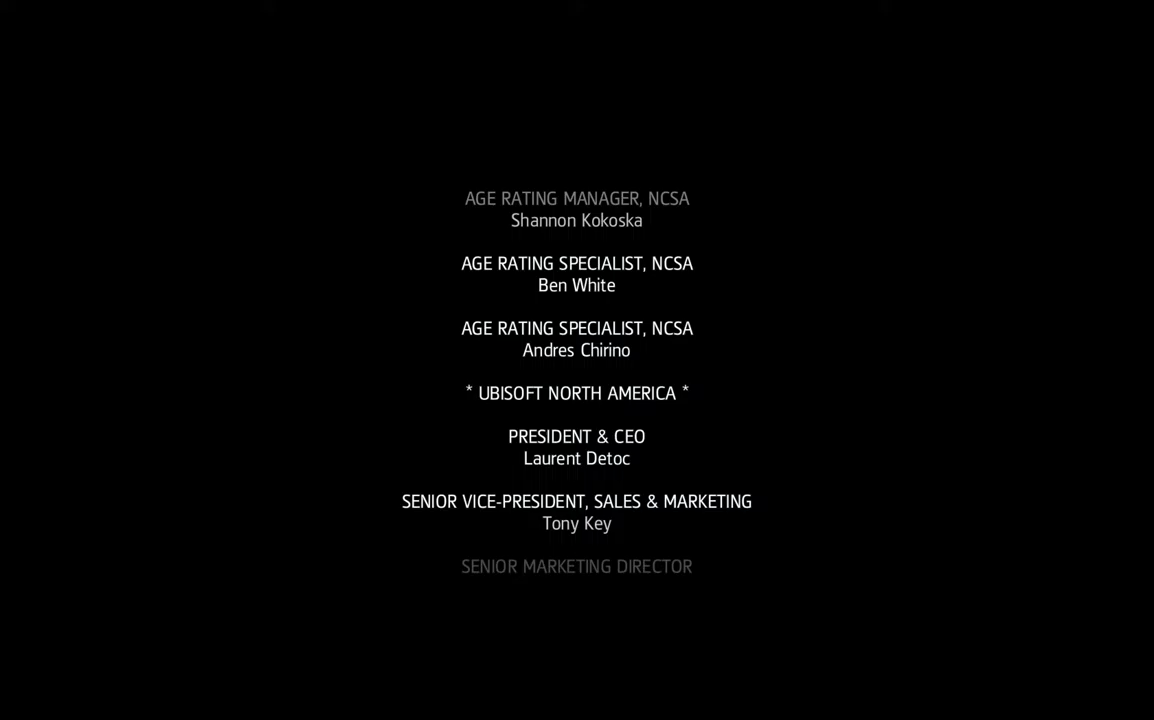 AGE RATING MANAGER, NCSA
Shannon Kokoska
AGE RATING SPECIALIST, NCSA
Ben White
AGE RATING SPECIALIST, NCSA
Andres Chirino
* UBISOFT NORTH AMERICA *
PRESIDENT & CEO
Laurent Detoc
SENIOR VICE-PRESIDENT, SALES & MARKETING
Tony Key
SENIOR MARKETING DIRECTOR